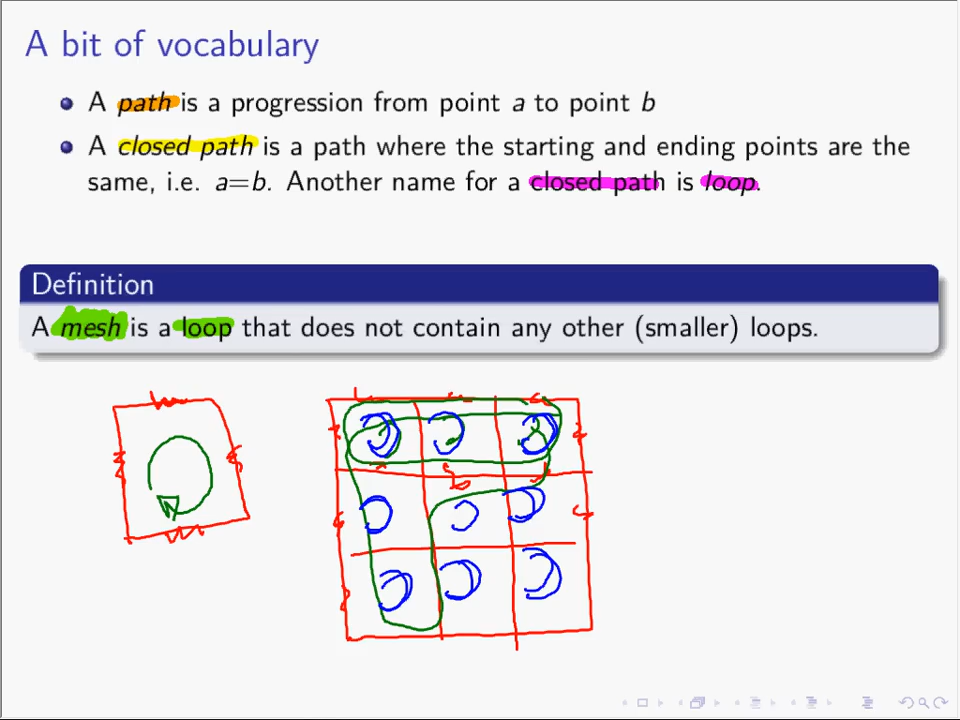 A bit of vocabulary
A path is a progression from point a to point b
A closed path is a path where the starting and ending points are the
same, i.e. a=b. Another name for a closed path is loop.
Definition
A mesh is a loop that does not contain any other (smaller) loops.